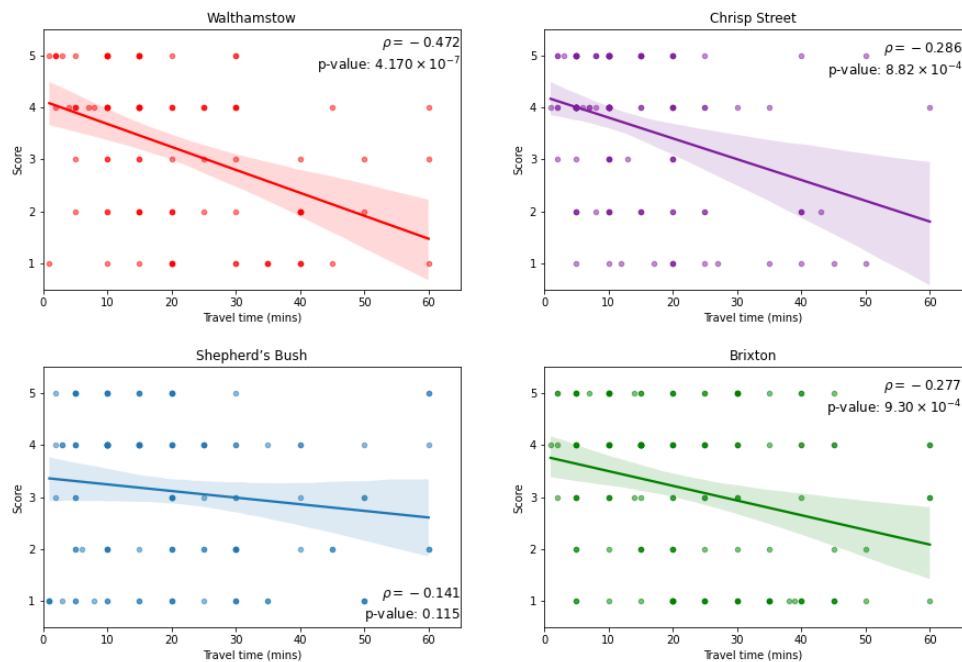 Walthamstow
ρ = −0.472
p-value: 4.170 × 10⁻⁷
Score
5
4
3
2
1
0 10 20 30 40 50 60
Travel time (mins)
Chrisp Street
ρ = −0.286
p-value: 8.82 × 10⁻⁴
Score
5
4
3
2
1
0 10 20 30 40 50 60
Travel time (mins)
Shepherd’s Bush
Score
5
4
3
2
1
ρ = −0.141
p-value: 0.115
0 10 20 30 40 50 60
Travel time (mins)
Brixton
ρ = −0.277
p-value: 9.30 × 10⁻⁴
Score
5
4
3
2
1
0 10 20 30 40 50 60
Travel time (mins)